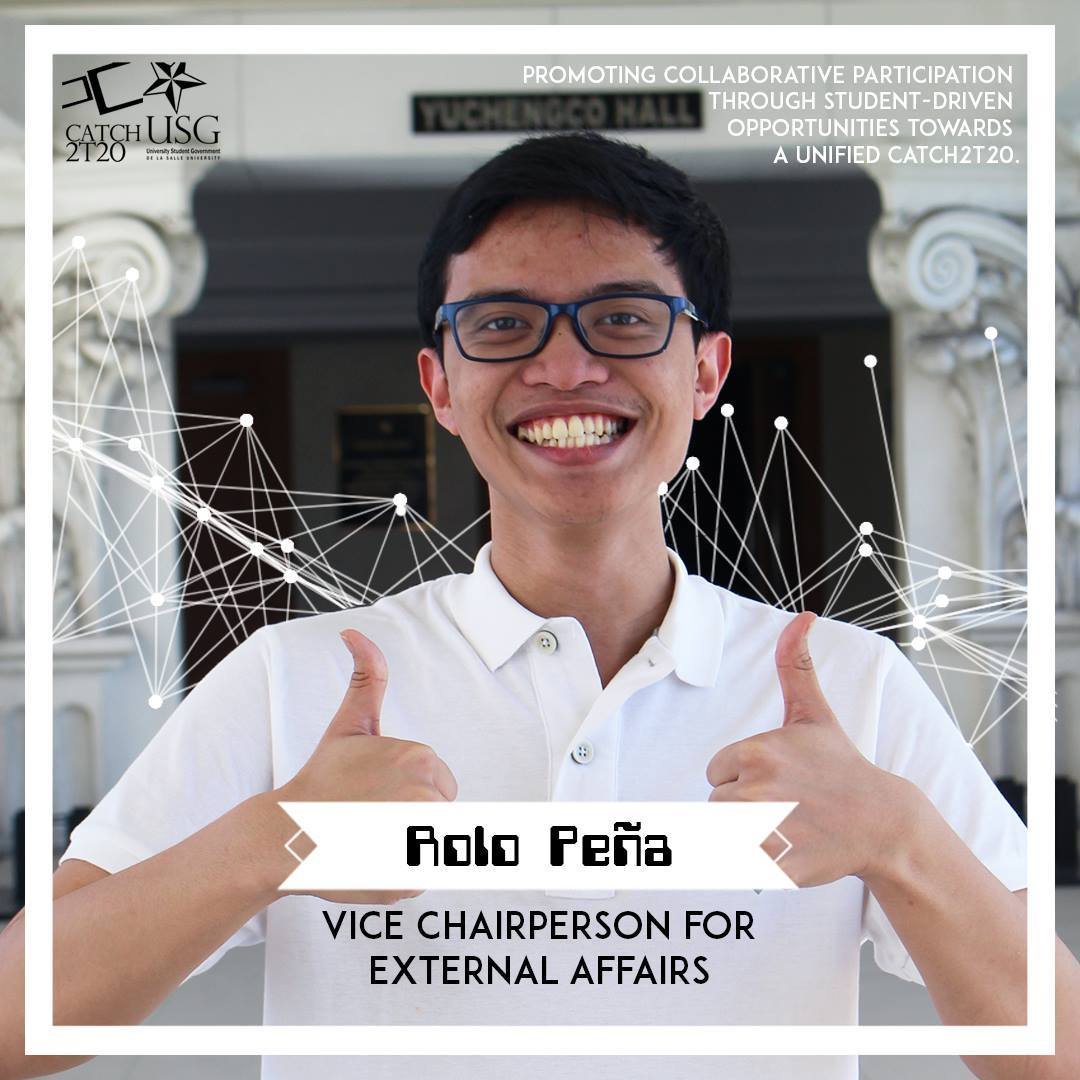 CATCH
2T20
USG
University Student Government
DE LA SALLE UNIVERSITY
PROMOTING COLLABORATIVE PARTICIPATION
THROUGH STUDENT-DRIVEN
OPPORTUNITIES TOWARDS
A UNIFIED CATCH2T20.
YUCHENGCO HALL
Rolo Peña
VICE CHAIRPERSON FOR
EXTERNAL AFFAIRS